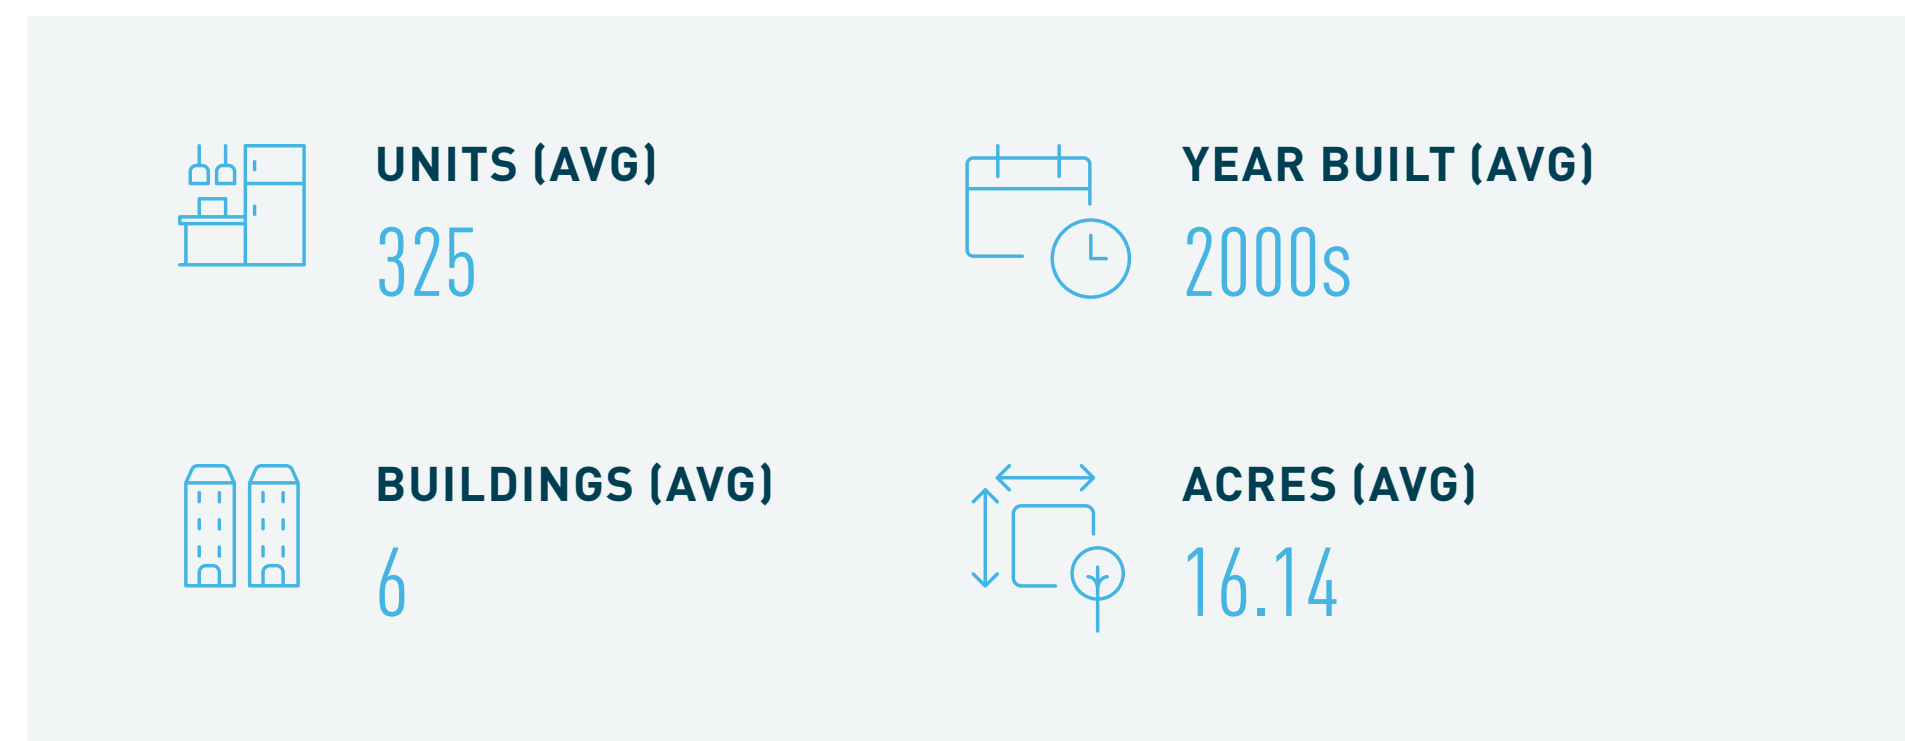 UNITS (AVG)
325
YEAR BUILT (AVG)
2000s
BUILDINGS (AVG)
6
ACRES (AVG)
16.14